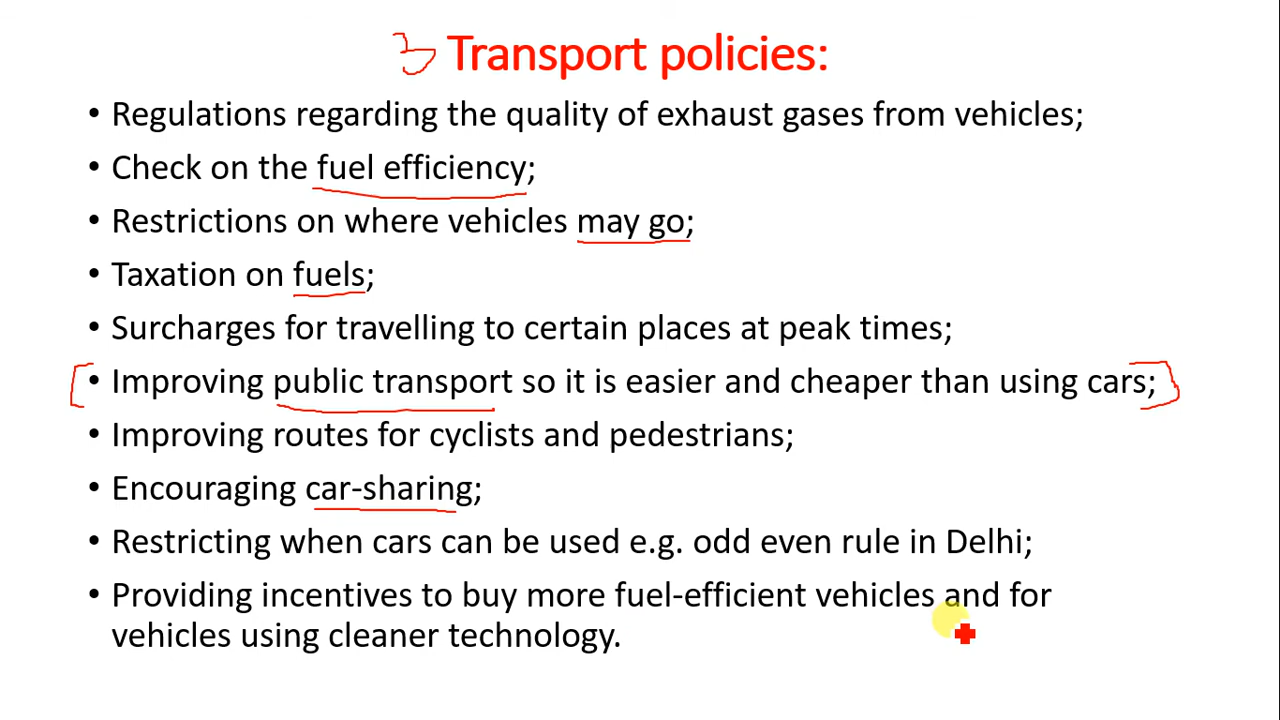 3 Transport policies:
• Regulations regarding the quality of exhaust gases from vehicles;
• Check on the fuel efficiency;
• Restrictions on where vehicles may go;
• Taxation on fuels;
• Surcharges for travelling to certain places at peak times;
• Improving public transport so it is easier and cheaper than using cars;
• Improving routes for cyclists and pedestrians;
• Encouraging car-sharing;
• Restricting when cars can be used e.g. odd even rule in Delhi;
• Providing incentives to buy more fuel-efficient vehicles and for
vehicles using cleaner technology.